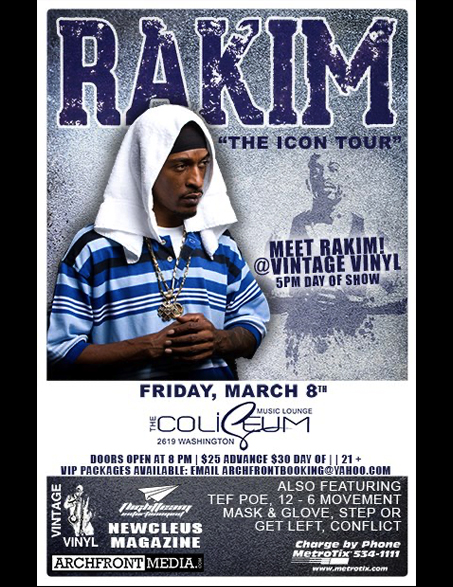 RAKIM
"THE ICON TOUR"
MEET RAKIM!
@VINTAGE VINYL
5PM DAY OF SHOW
FRIDAY, MARCH 8TH
THE COLISEUM
MUSIC LOUNGE
2619 WASHINGTON
DOORS OPEN AT 8 PM | $25 ADVANCE $30 DAY OF | | 21 +
VIP PACKAGES AVAILABLE: EMAIL ARCHFRONTBOOKING@YAHOO.COM
VINTAGE
VINYL
flightteam
entertainment
NEWCLEUS
MAGAZINE
ARCHFRONTMEDIA.COM
ALSO FEATURING
TEF POE, 12 - 6 MOVEMENT
MASK & GLOVE, STEP OR
GET LEFT, CONFLICT
Charge by Phone
MetroTix 534-1111
www.metrotix.com